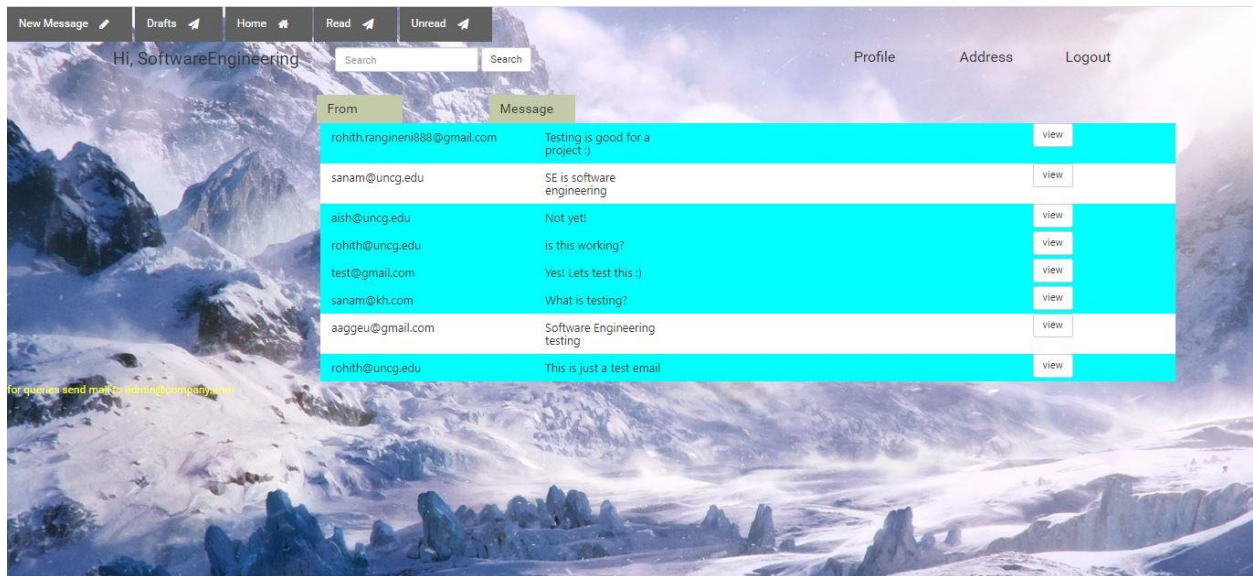 New Message Drafts Home Read Unread
Hi, SoftwareEngineering Search Search Profile Address Logout
From Message
rohith.rangineni888@gmail.com Testing is good for a view
project :)
sanam@uncg.edu SE is software view
engineering
aish@uncg.edu Not yet! view
rohith@uncg.edu is this working? view
test@gmail.com Yes! Lets test this :) view
sanam@kh.com What is testing? view
aaggeu@gmail.com Software Engineering view
testing
rohith@uncg.edu This is just a test email view
for queries send mail to admin@company.com